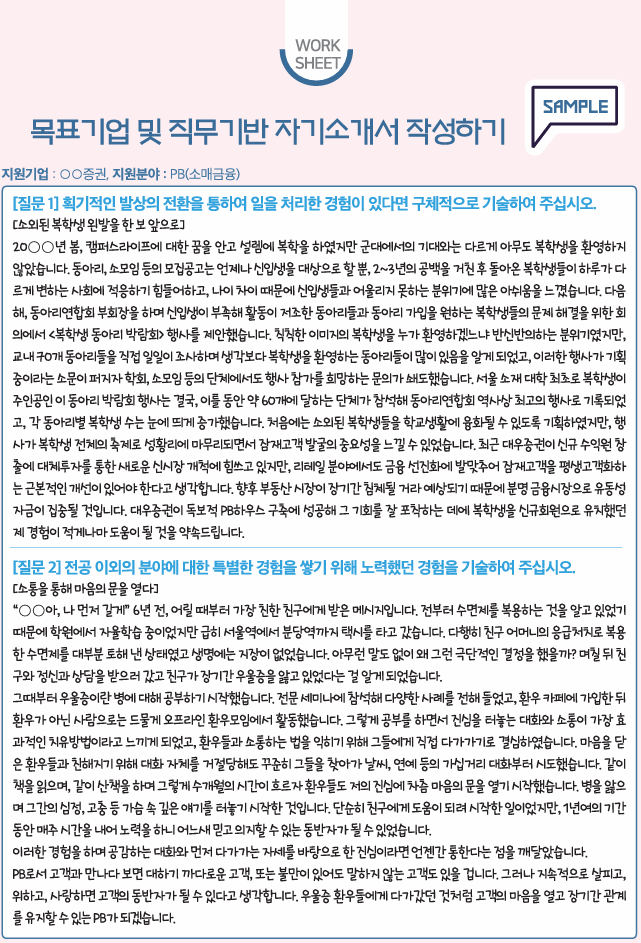 WORK
SHEET
목표기업 및 직무기반 자기소개서 작성하기
SAMPLE
지원기업 : ○○증권, 지원분야 : PB(소매금융)
[질문 1] 획기적인 발상의 전환을 통하여 일을 처리한 경험이 있다면 구체적으로 기술하여 주십시오.
[소외된 복학생 왼발을 한 보 앞으로]
20○○년 봄, 캠퍼스라이프에 대한 꿈을 안고 설렘에 복학을 하였지만 군대에서의 기대와는 다르게 아무도 복학생을 환영하지
않았습니다. 동아리, 소모임 등의 모집공고는 언제나 신입생을 대상으로 할 뿐, 2~3년의 공백을 거친 후 돌아온 복학생들이 하루가 다
르게 변하는 사회에 적응하기 힘들어하고, 나이 차이 때문에 신입생들과 어울리지 못하는 분위기에 많은 아쉬움을 느꼈습니다. 다음
해, 동아리연합회 부회장을 하며 신입생이 부족해 활동이 저조한 동아리들과 동아리 가입을 원하는 복학생들의 문제 해결을 위한 회
의에서 <복학생 동아리 박람회> 행사를 제안했습니다. 칙칙한 이미지의 복학생을 누가 환영하겠느냐 반신반의하는 분위기였지만,
교내 70개 동아리들을 직접 일일이 조사하며 생각보다 복학생을 환영하는 동아리들이 많이 있음을 알게 되었고, 이러한 행사가 기획
중이라는 소문이 퍼지자 학회, 소모임 등의 단체에서도 행사 참가를 희망하는 문의가 쇄도했습니다. 서울 소재 대학 최초로 복학생이
주인공인 이 동아리 박람회 행사는 결국, 이틀 동안 약 60개에 달하는 단체가 참석해 동아리연합회 역사상 최고의 행사로 기록되었
고, 각 동아리별 복학생 수는 눈에 띄게 증가했습니다. 처음에는 소외된 복학생들을 학교생활에 융화될 수 있도록 기획하였지만, 행
사가 복학생 전체의 축제로 성황리에 마무리되면서 잠재고객 발굴의 중요성을 느낄 수 있었습니다. 최근 대우증권이 신규 수익원 창
출에 대체투자를 통한 새로운 신시장 개척에 힘쓰고 있지만, 리테일 분야에서도 금융 선진화에 발맞추어 잠재고객을 평생고객화하
는 근본적인 개선이 있어야 한다고 생각합니다. 향후 부동산 시장이 장기간 침체될 거라 예상되기 때문에 분명 금융시장으로 유동성
자금이 집중될 것입니다. 대우증권이 독보적 PB하우스 구축에 성공해 그 기회를 잘 포착하는 데에 복학생을 신규회원으로 유치했던
제 경험이 적게나마 도움이 될 것을 약속드립니다.
[질문 2] 전공 이외의 분야에 대한 특별한 경험을 쌓기 위해 노력했던 경험을 기술하여 주십시오.
[소통을 통해 마음의 문을 열다]
“○○아, 나 먼저 갈게” 6년 전, 어릴 때부터 가장 친한 친구에게 받은 메시지입니다. 전부터 수면제를 복용하는 것을 알고 있었기
때문에 학원에서 자율학습 중이었지만 급히 서울역에서 분당역까지 택시를 타고 갔습니다. 다행히 친구 어머니의 응급처치로 복용
한 수면제를 대부분 토해 낸 상태였고 생명에는 지장이 없었습니다. 아무런 말도 없이 왜 그런 극단적인 결정을 했을까? 며칠 뒤 친
구와 정신과 상담을 받으러 갔고 친구가 장기간 우울증을 앓고 있었다는 걸 알게 되었습니다.
그때부터 우울증이란 병에 대해 공부하기 시작했습니다. 전문 세미나에 참석해 다양한 사례를 전해 들었고, 환우 카페에 가입한 뒤
환우가 아닌 사람으로는 드물게 오프라인 환우모임에서 활동했습니다. 그렇게 공부를 하면서 진심을 터놓는 대화와 소통이 가장 효
과적인 치유방법이라고 느끼게 되었고, 환우들과 소통하는 법을 익히기 위해 그들에게 직접 다가가기로 결심하였습니다. 마음을 닫
은 환우들과 친해지기 위해 대화 자체를 거절당해도 꾸준히 그들을 찾아가 날씨, 연예 등의 가십거리 대화부터 시도했습니다. 같이
책을 읽으며, 같이 산책을 하며 그렇게 수개월의 시간이 흐르자 환우들도 저의 진심에 차츰 마음의 문을 열기 시작했습니다. 병을 앓으
며 그간의 심정, 고충 등 가슴 속 깊은 얘기를 터놓기 시작한 것입니다. 단순히 친구에게 도움이 되려 시작한 일이었지만, 1년여의 기간
동안 매주 시간을 내어 노력을 하니 어느새 믿고 의지할 수 있는 동반자가 될 수 있었습니다.
이러한 경험을 하며 공감하는 대화와 먼저 다가가는 자세를 바탕으로 한 진심이라면 언젠간 통한다는 점을 깨달았습니다.
PB로서 고객과 만나다 보면 대하기 까다로운 고객, 또는 불만이 있어도 말하지 않는 고객도 있을 겁니다. 그러나 지속적으로 살피고,
위하고, 사랑하면 고객의 동반자가 될 수 있다고 생각합니다. 우울증 환우들에게 다가갔던 것처럼 고객의 마음을 열고 장기간 관계
를 유지할 수 있는 PB가 되겠습니다.